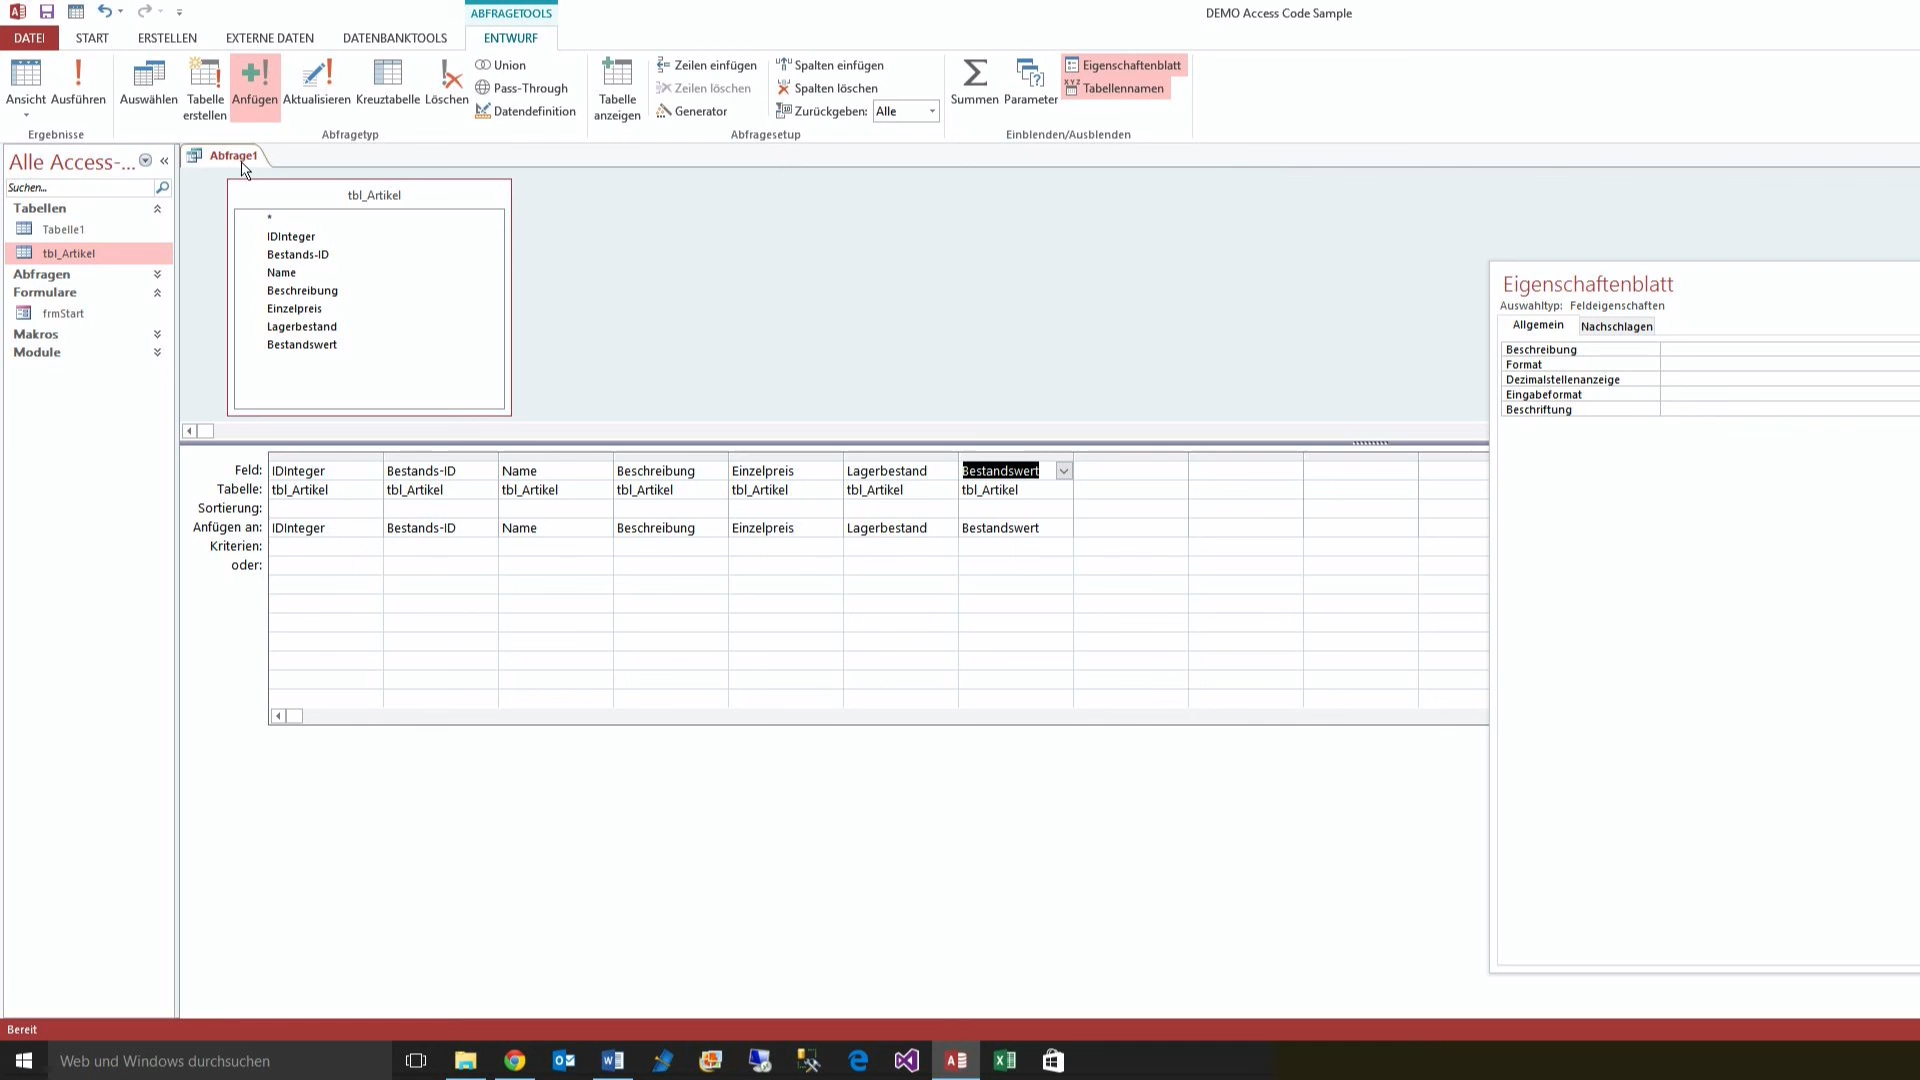 ABFRAGETOOLS
DEMO Access Code Sample
DATEI START ERSTELLEN EXTERNE DATEN DATENBANKTOOLS ENTWURF
Ansicht Ausführen Auswählen Tabelle erstellen Anfügen Aktualisieren Kreuztabelle Löschen
Union
Pass-Through
Datendefinition
Tabelle anzeigen
Zeilen einfügen
Zeilen löschen
Generator
Spalten einfügen
Spalten löschen
Zurückgeben: Alle
Summen Parameter
Eigenschaftenblatt
Tabellennamen
Ergebnisse Abfragetyp Abfragesetup Einblenden/Ausblenden
Alle Access-...
Suchen...
Tabellen
Tabelle1
tbl_Artikel
Abfragen
Formulare
frmStart
Makros
Module
Abfrage1
tbl_Artikel
*
IDInteger
Bestands-ID
Name
Beschreibung
Einzelpreis
Lagerbestand
Bestandswert
Feld: IDInteger Bestands-ID Name Beschreibung Einzelpreis Lagerbestand Bestandswert
Tabelle: tbl_Artikel tbl_Artikel tbl_Artikel tbl_Artikel tbl_Artikel tbl_Artikel tbl_Artikel
Sortierung:
Anfügen an: IDInteger Bestands-ID Name Beschreibung Einzelpreis Lagerbestand Bestandswert
Kriterien:
oder:
Eigenschaftenblatt
Auswahltyp: Feldeigenschaften
Allgemein Nachschlagen
Beschreibung
Format
Dezimalstellenanzeige
Eingabeformat
Beschriftung
Bereit
Web und Windows durchsuchen